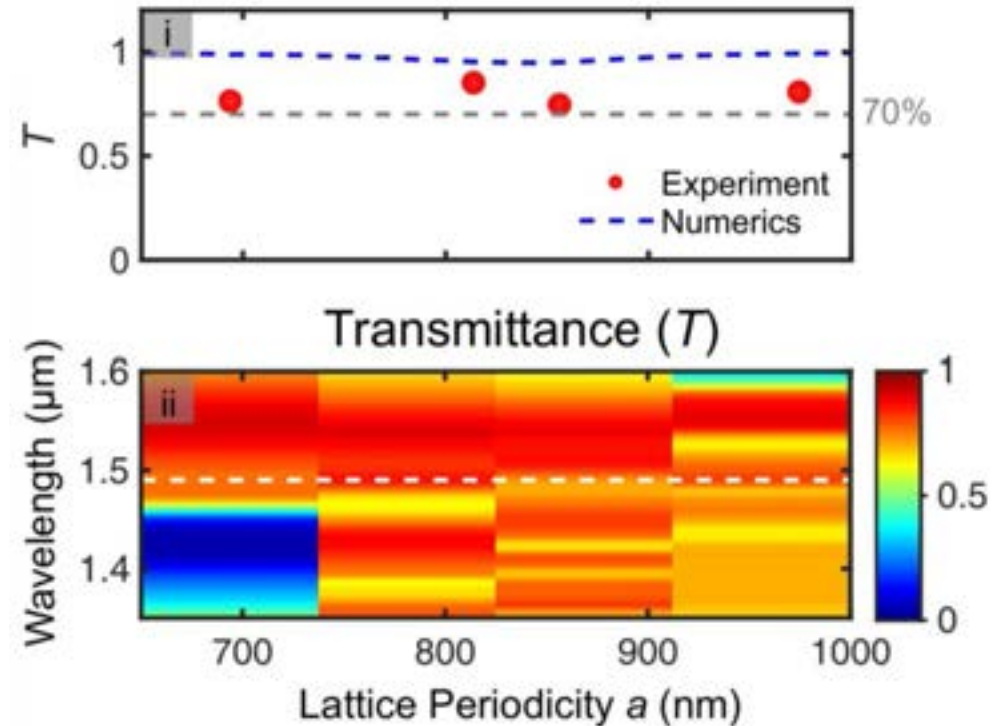 i
1
0.5
0
T
70%
Experiment
Numerics
Transmittance (T)
ii
1.6
1.5
1.4
Wavelength (μm)
700
800
900
1000
Lattice Periodicity a (nm)
1
0.5
0